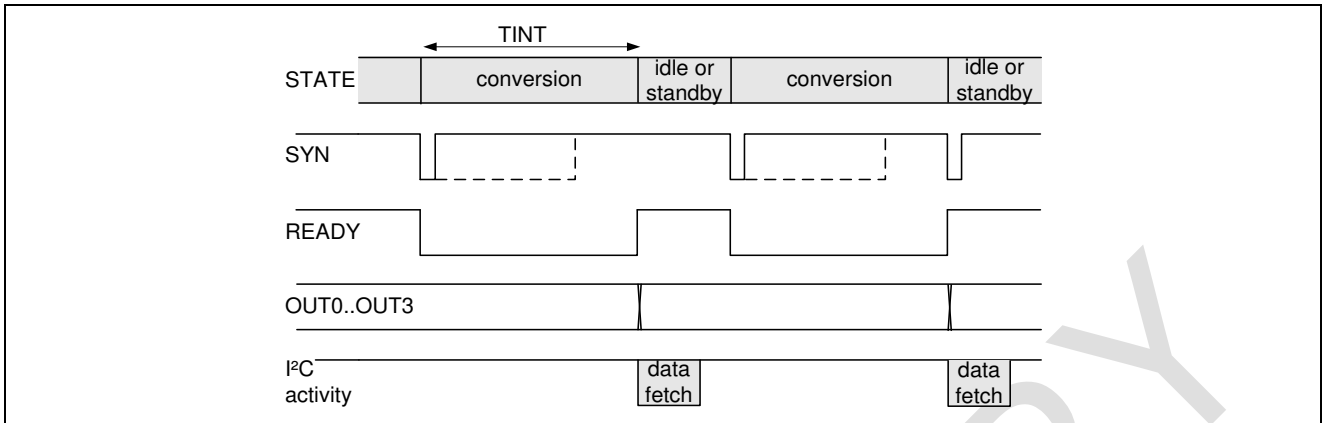 TINT
STATE
conversion
idle or
standby
conversion
idle or
standby
SYN
READY
OUT0..OUT3
I²C
activity
data
fetch
data
fetch